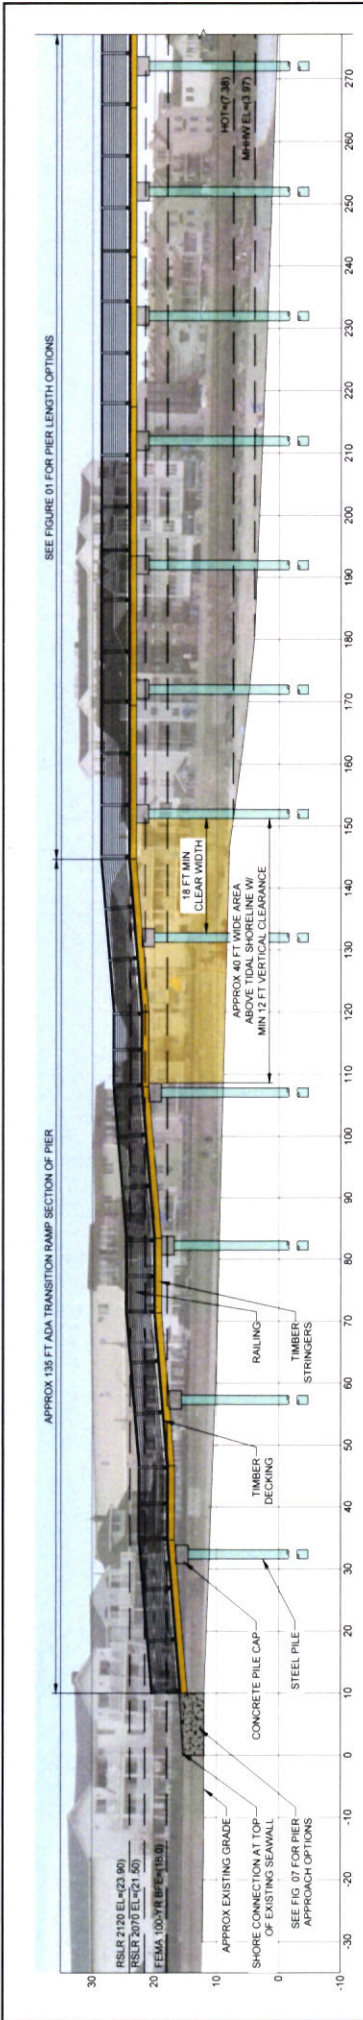 APPROX 135 FT ADA TRANSITION RAMP SECTION OF PIER
SEE FIGURE 01 FOR PIER LENGTH OPTIONS
RSLR 2120 EL=(23.90)
RSLR 2070 EL=(21.50)
FEMA 100-YR BFE=(18.0)
HOT=(7.38)
MHHW EL=(3.97)
18 FT MIN
CLEAR WIDTH
APPROX 40 FT WIDE AREA
ABOVE TIDAL SHORELINE W/
MIN 12 FT VERTICAL CLEARANCE
RAILING
TIMBER
STRINGERS
TIMBER
DECKING
CONCRETE PILE CAP
STEEL PILE
APPROX EXISTING GRADE
SHORE CONNECTION AT TOP
OF EXISTING SEAWALL
SEE FIG 07 FOR PIER
APPROACH OPTIONS
30
20
10
0
-10
-30 -20 -10 0 10 20 30 40 50 60 70 80 90 100 110 120 130 140 150 160 170 180 190 200 210 220 230 240 250 260 270